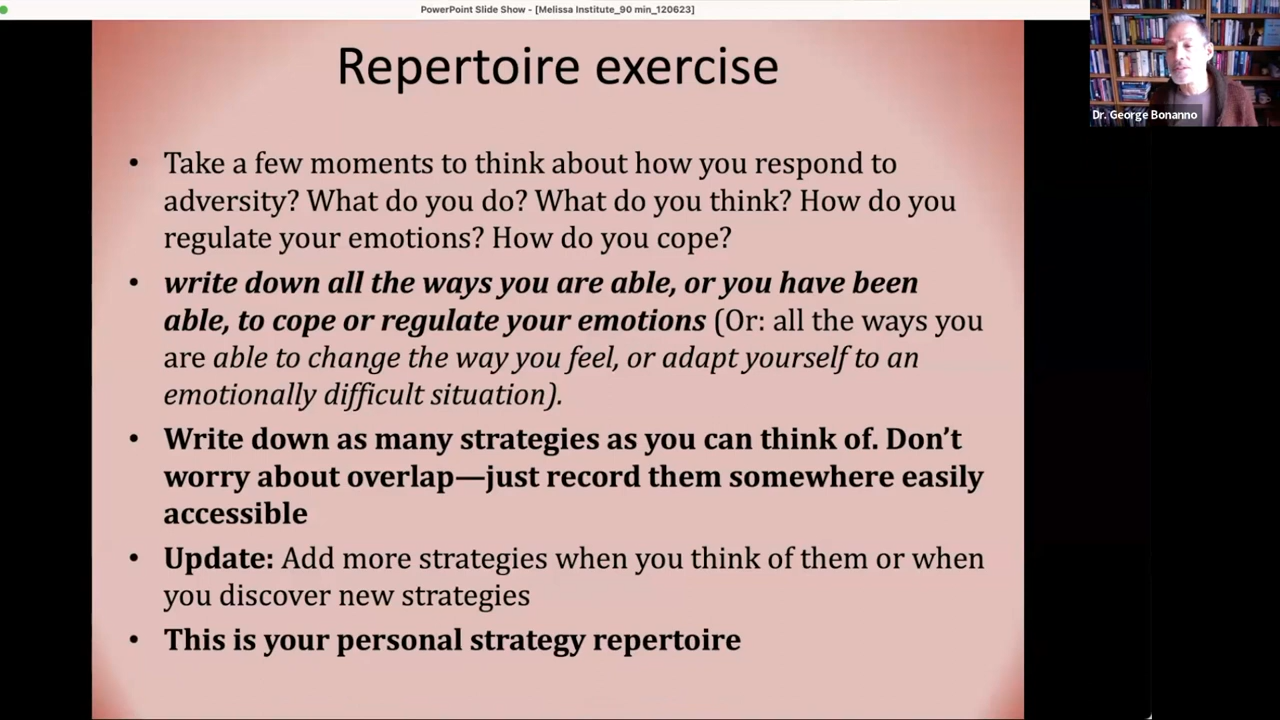 PowerPoint Slide Show - [Melissa Institute_90 min_120623]
Repertoire exercise
Dr. George Bonanno
• Take a few moments to think about how you respond to
adversity? What do you do? What do you think? How do you
regulate your emotions? How do you cope?
• write down all the ways you are able, or you have been
able, to cope or regulate your emotions (Or: all the ways you
are able to change the way you feel, or adapt yourself to an
emotionally difficult situation).
• Write down as many strategies as you can think of. Don’t
worry about overlap—just record them somewhere easily
accessible
• Update: Add more strategies when you think of them or when
you discover new strategies
• This is your personal strategy repertoire